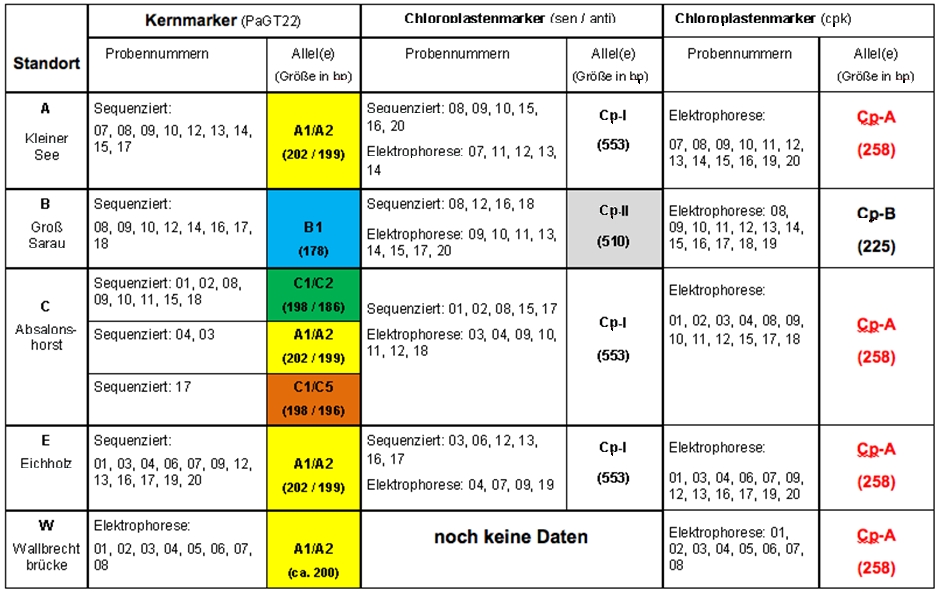 Standort
Kernmarker (PaGT22)
Chloroplastenmarker (sen / anti)
Chloroplastenmarker (cpk)
Probennummern
Allel(e)
(Größe in bp)
Probennummern
Allel(e)
(Größe in bp)
Probennummern
Allel(e)
(Größe in bp)
A
Kleiner
See
Sequenziert:
07, 08, 09, 10, 12, 13, 14,
15, 17
A1/A2
(202 / 199)
Sequenziert: 08, 09, 10, 15,
16, 20
Elektrophorese: 07, 11, 12, 13,
14
Cp-I
(553)
Elektrophorese:
07, 08, 09, 10, 11, 12,
13, 14, 15, 16, 19, 20
Cp-A
(258)
B
Groß
Sarau
Sequenziert:
08, 09, 10, 12, 14, 16, 17,
18
B1
(178)
Sequenziert: 08, 12, 16, 18
Elektrophorese: 09, 10, 11, 13,
14, 15, 17, 20
Cp-II
(510)
Elektrophorese: 08,
09, 10, 11, 12, 13, 14,
15, 16, 17, 18, 19
Cp-B
(225)
C
Absalons-
horst
Sequenziert: 01, 02, 08,
09, 10, 11, 15, 18
C1/C2
(198 / 186)
Sequenziert: 04, 03
A1/A2
(202 / 199)
Sequenziert: 17
C1/C5
(198 / 196)
Sequenziert: 01, 02, 08, 15, 17
Elektrophorese: 03, 04, 09, 10,
11, 12, 18
Cp-I
(553)
Elektrophorese:
01, 02, 03, 04, 08, 09,
10, 11, 12, 15, 17, 18
Cp-A
(258)
E
Eichholz
Sequenziert:
01, 03, 04, 06, 07, 09, 12,
13, 16, 17, 19, 20
A1/A2
(202 / 199)
Sequenziert: 03, 06, 12, 13,
16, 17
Elektrophorese: 04, 07, 09, 19
Cp-I
(553)
Elektrophorese:
01, 03, 04, 06, 07, 09,
12, 13, 16, 17, 19, 20
Cp-A
(258)
W
Wallbrecht
brücke
Elektrophorese:
01, 02, 03, 04, 05, 06, 07,
08
A1/A2
(ca. 200)
noch keine Daten
Elektrophorese: 01,
02, 03, 04, 05, 06, 07,
08
Cp-A
(258)